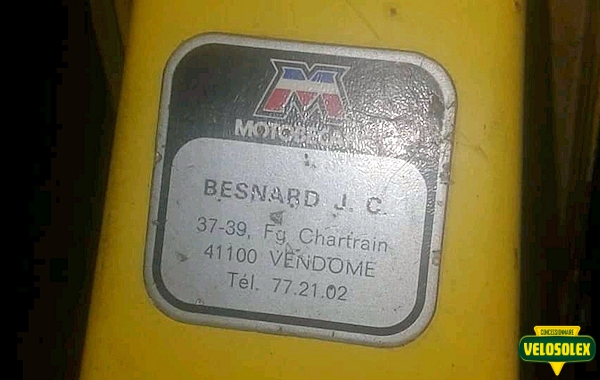 M
MOTOBECANE
BESNARD J. C.
37-39, Fg Chartrain
41100 VENDOME
Tél. 77.21.02
CONCESSIONNAIRE
VELOSOLEX